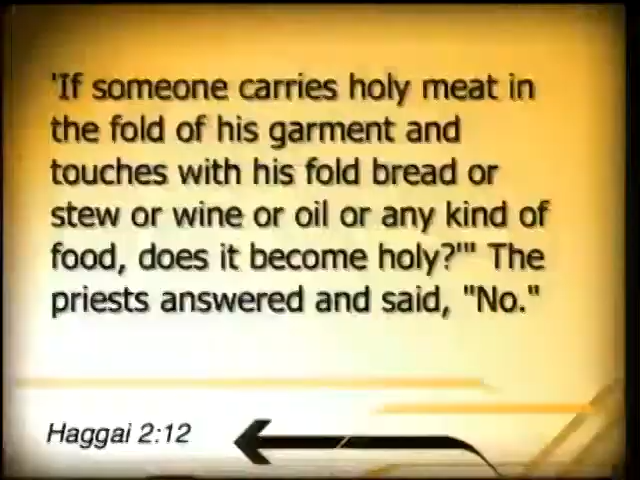 'If someone carries holy meat in
the fold of his garment and
touches with his fold bread or
stew or wine or oil or any kind of
food, does it become holy?'" The
priests answered and said, "No."
Haggai 2:12